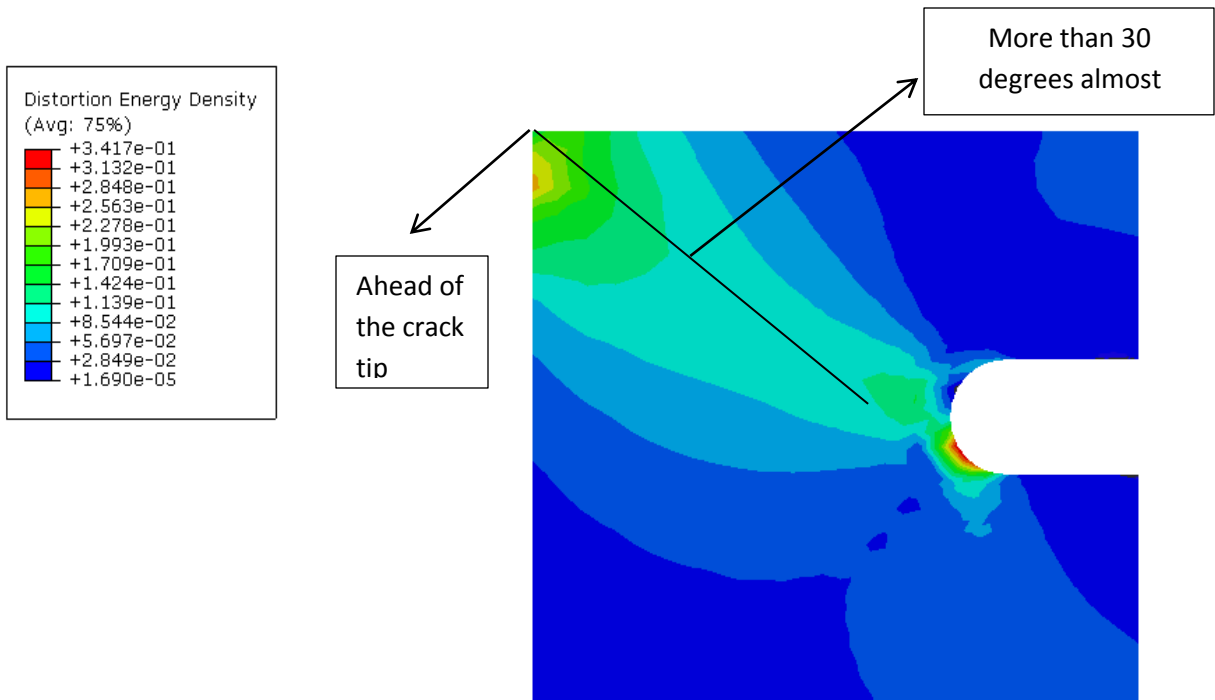 More than 30
degrees almost
Distortion Energy Density
(Avg: 75%)
+3.417e-01
+3.132e-01
+2.848e-01
+2.563e-01
+2.278e-01
+1.993e-01
+1.709e-01
+1.424e-01
+1.139e-01
+8.544e-02
+5.697e-02
+2.849e-02
+1.690e-05
Ahead of
the crack
tip